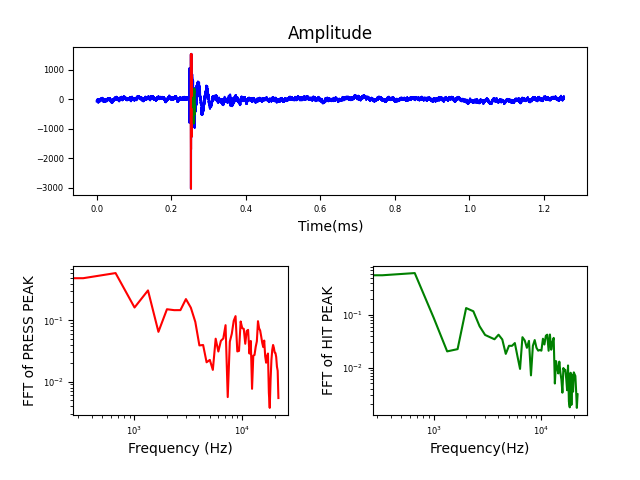 Amplitude
1000
0
−1000
−2000
−3000
0.0 0.2 0.4 0.6 0.8 1.0 1.2
Time(ms)
FFT of PRESS PEAK
10⁻¹
10⁻²
10³ 10⁴
Frequency (Hz)
FFT of HIT PEAK
10⁻¹
10⁻²
10³ 10⁴
Frequency(Hz)